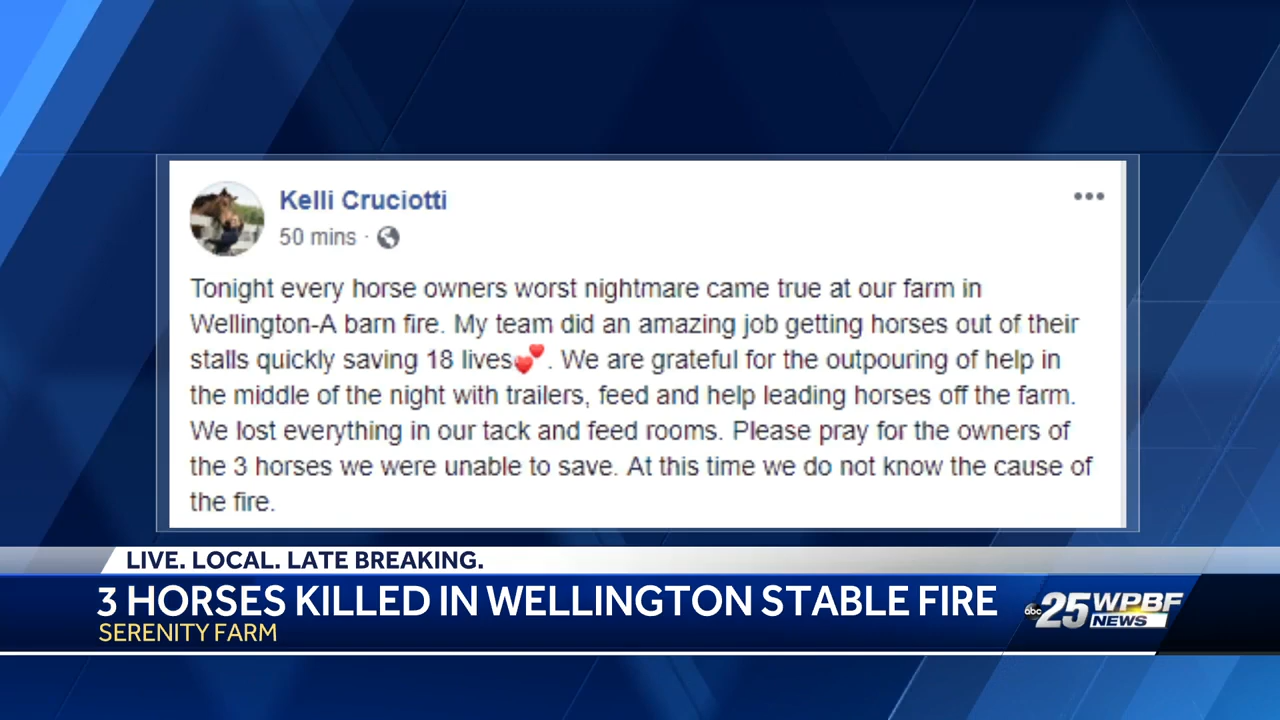 Kelli Cruciotti
50 mins ·
Tonight every horse owners worst nightmare came true at our farm in
Wellington-A barn fire. My team did an amazing job getting horses out of their
stalls quickly saving 18 lives💕. We are grateful for the outpouring of help in
the middle of the night with trailers, feed and help leading horses off the farm.
We lost everything in our tack and feed rooms. Please pray for the owners of
the 3 horses we were unable to save. At this time we do not know the cause of
the fire.
LIVE. LOCAL. LATE BREAKING.
3 HORSES KILLED IN WELLINGTON STABLE FIRE
SERENITY FARM
abc 25 WPBF
NEWS